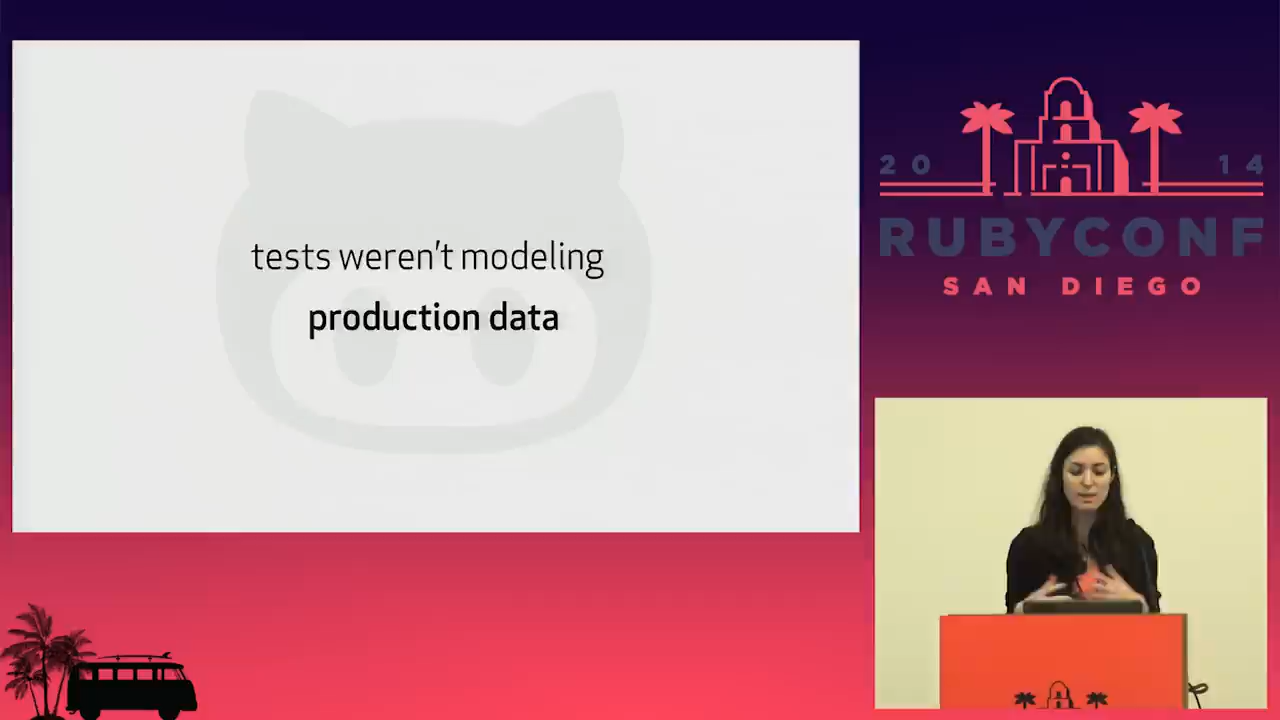 tests weren't modeling
production data
20 14
RUBYCONF
SAN DIEGO